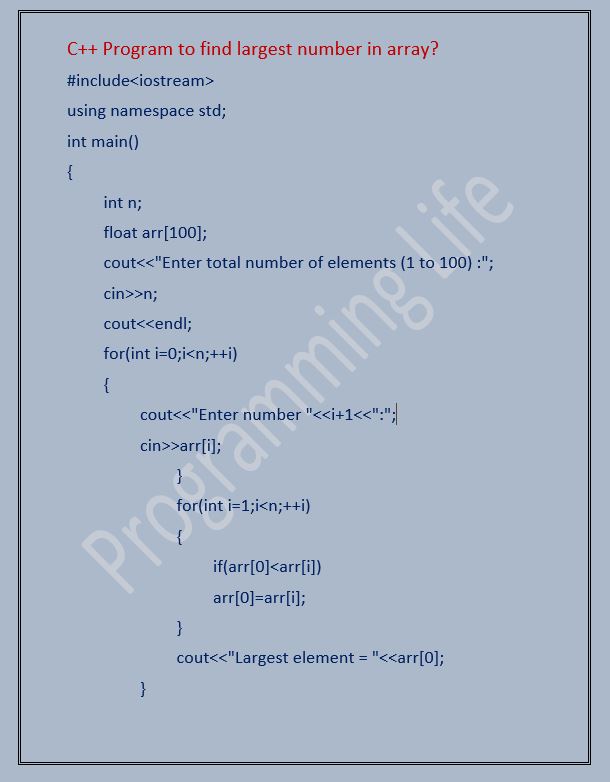 C++ Program to find largest number in array?
#include<iostream>
using namespace std;
int main()
{
int n;
float arr[100];
cout<<"Enter total number of elements (1 to 100) :";
cin>>n;
cout<<endl;
for(int i=0;i<n;++i)
{
cout<<"Enter number "<<i+1<<":";
cin>>arr[i];
}
for(int i=1;i<n;++i)
{
if(arr[0]<arr[i])
arr[0]=arr[i];
}
cout<<"Largest element = "<<arr[0];
}
Programming Life